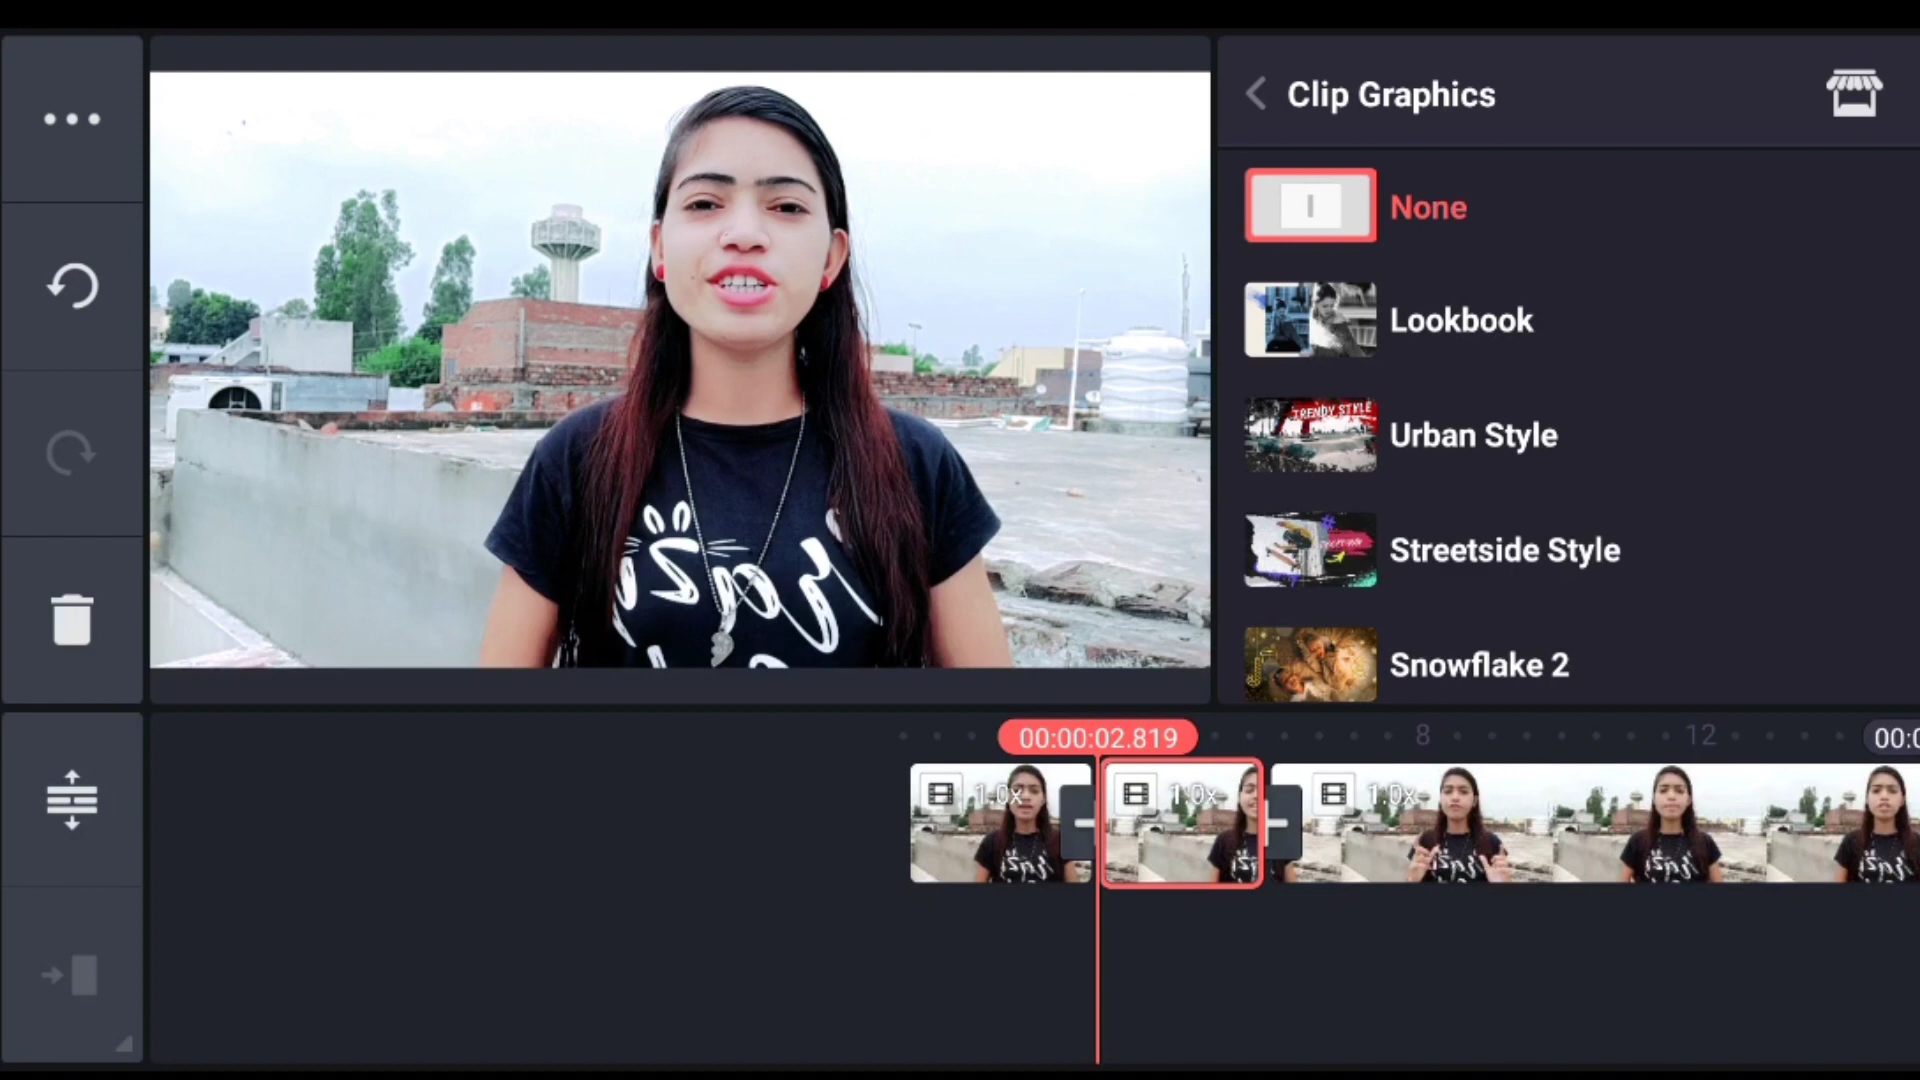 Clip Graphics
None
Lookbook
TRENDY STYLE
Urban Style
Streetside Style
Snowflake 2
00:00:02.819
8
12
00:0
1.0x
1.0x
1.0x